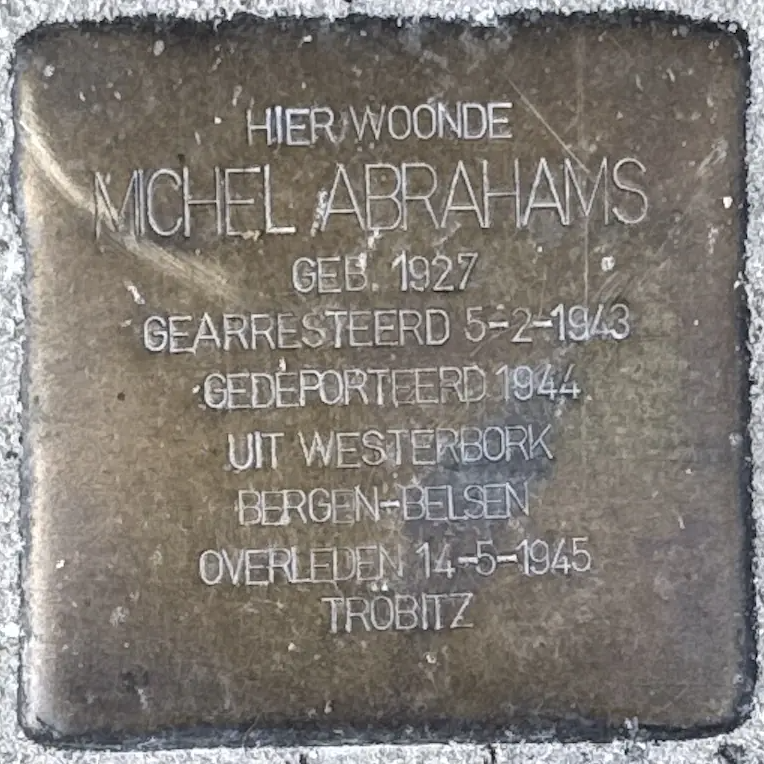 HIER WOONDE
MICHEL ABRAHAMS
GEB. 1927
GEARRESTEERD 5-2-1943
GEDEPORTEERD 1944
UIT WESTERBORK
BERGEN-BELSEN
OVERLEDEN 14-5-1945
TRÖBITZ